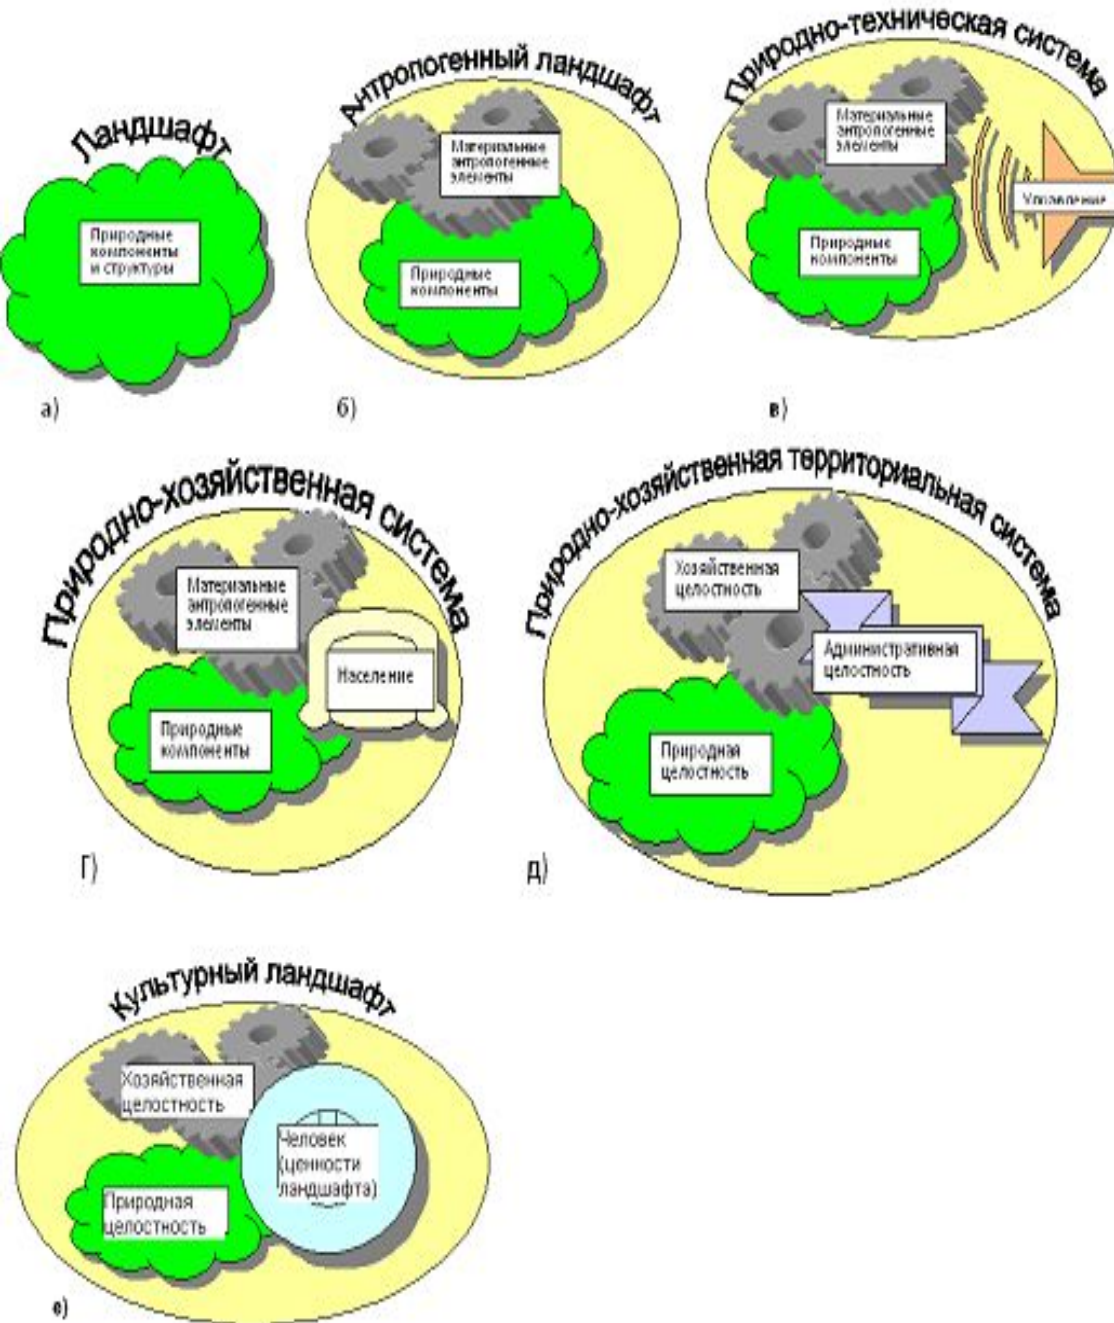 Ландшафт
Природные
компоненты
и структуры
а)
Антропогенный ландшафт
Материальные
антропогенные
элементы
Природные
компоненты
б)
Природно-техническая система
Материальные
антропогенные
элементы
Управление
Природные
компоненты
в)
Природно-хозяйственная система
Материальные
антропогенные
элементы
Население
Природные
компоненты
г)
Природно-хозяйственная территориальная система
Хозяйственная
целостность
Административная
целостность
Природная
целостность
д)
Культурный ландшафт
Хозяйственная
целостность
Человек
(ценности
ландшафта)
Природная
целостность
е)